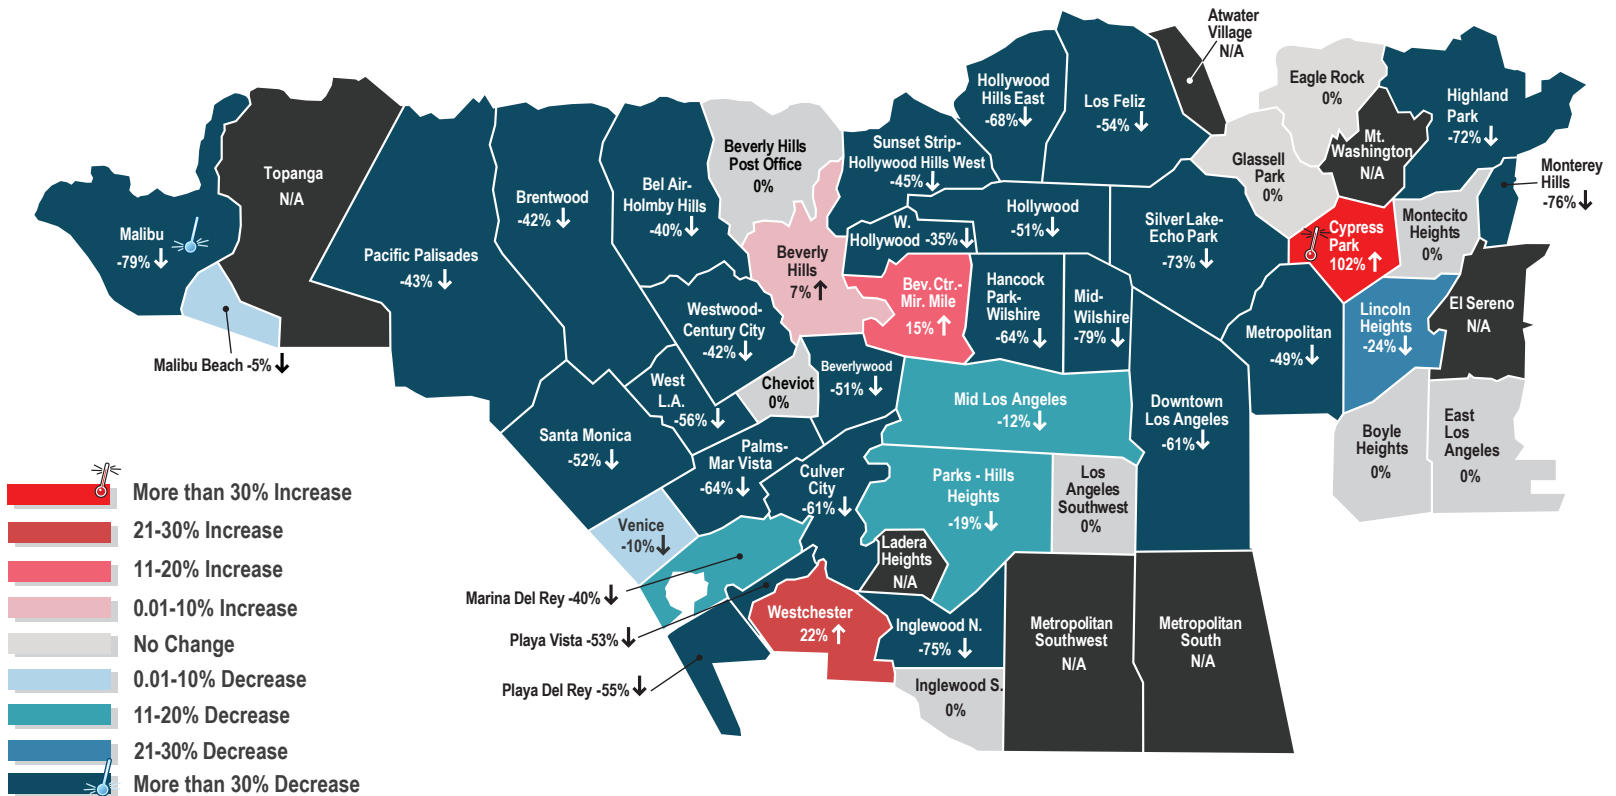 Atwater
Village
N/A
Eagle Rock
0%
Hollywood
Hills East
-68%
Los Feliz
-54%
Highland
Park
-72%
Mt.
Washington
N/A
Beverly Hills
Post Office
0%
Sunset Strip-
Hollywood Hills West
-45%
Glassell
Park
0%
Monterey
Hills
-76%
Topanga
N/A
Brentwood
-42%
Bel Air-
Holmby Hills
-40%
Hollywood
-51%
W.
Hollywood -35%
Silver Lake-
Echo Park
-73%
Cypress
Park
102%
Montecito
Heights
0%
Malibu
-79%
Pacific Palisades
-43%
Beverly
Hills
7%
Bev. Ctr.-
Mir. Mile
15%
Hancock
Park-
Wilshire
-64%
Mid-
Wilshire
-79%
Metropolitan
-49%
Lincoln
Heights
-24%
El Sereno
N/A
Westwood-
Century City
-42%
Malibu Beach -5%
West
L.A.
-56%
Cheviot
0%
Beverlywood
-51%
Mid Los Angeles
-12%
Downtown
Los Angeles
-61%
Boyle
Heights
0%
East
Los
Angeles
0%
Santa Monica
-52%
Palms-
Mar Vista
-64%
Culver
City
-61%
Parks - Hills
Heights
-19%
Los
Angeles
Southwest
0%
Venice
-10%
Ladera
Heights
N/A
Marina Del Rey -40%
Playa Vista -53%
Playa Del Rey -55%
Westchester
22%
Inglewood N.
-75%
Inglewood S.
0%
Metropolitan
Southwest
N/A
Metropolitan
South
N/A
More than 30% Increase
21-30% Increase
11-20% Increase
0.01-10% Increase
No Change
0.01-10% Decrease
11-20% Decrease
21-30% Decrease
More than 30% Decrease